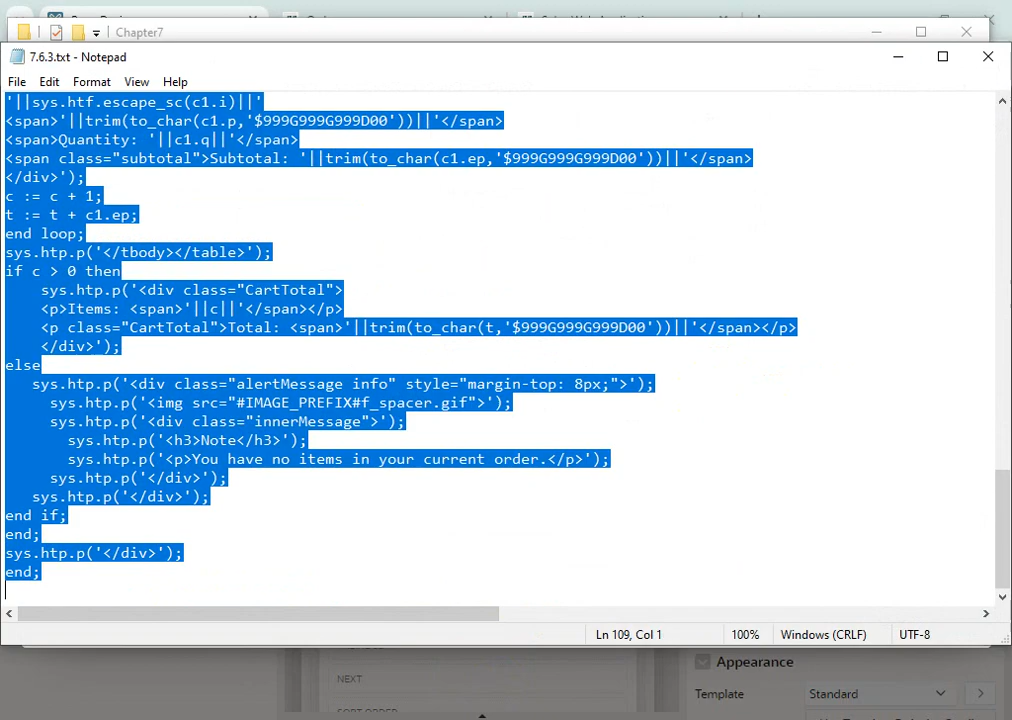 Chapter7
7.6.3.txt - Notepad
File Edit Format View Help
'||sys.htf.escape_sc(c1.i)||'
<span>'||trim(to_char(c1.p,'$999G999G999D00'))||'</span>
<span>Quantity: '||c1.q||'</span>
<span class="subtotal">Subtotal: '||trim(to_char(c1.ep,'$999G999G999D00'))||'</span>
</div>');
c := c + 1;
t := t + c1.ep;
end loop;
sys.htp.p('</tbody></table>');
if c > 0 then
    sys.htp.p('<div class="CartTotal">
    <p>Items: <span>'||c||'</span></p>
    <p class="CartTotal">Total: <span>'||trim(to_char(t,'$999G999G999D00'))||'</span></p>
    </div>');
else
   sys.htp.p('<div class="alertMessage info" style="margin-top: 8px;">');
     sys.htp.p('<img src="#IMAGE_PREFIX#f_spacer.gif">');
     sys.htp.p('<div class="innerMessage">');
       sys.htp.p('<h3>Note</h3>');
       sys.htp.p('<p>You have no items in your current order.</p>');
     sys.htp.p('</div>');
   sys.htp.p('</div>');
end if;
end;
sys.htp.p('</div>');
end;
Ln 109, Col 1 100% Windows (CRLF) UTF-8
Appearance
NEXT
Template Standard